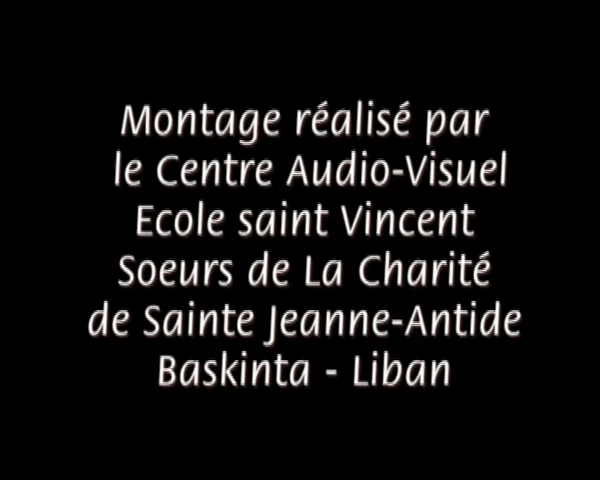 Montage réalisé par
le Centre Audio-Visuel
Ecole saint Vincent
Soeurs de La Charité
de Sainte Jeanne-Antide
Baskinta - Liban